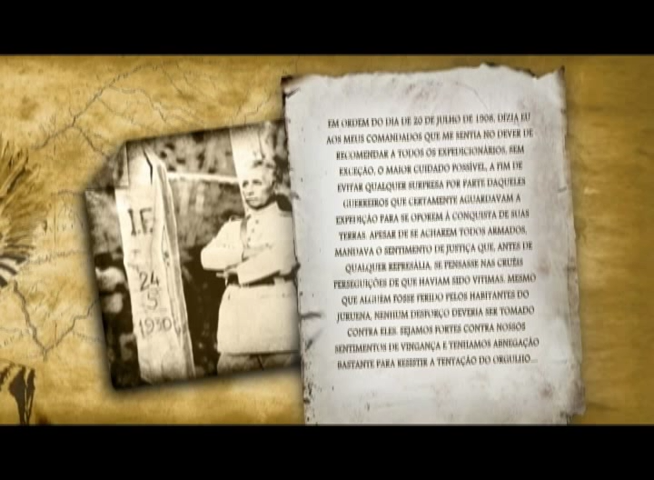 I.F.
24
5
1930
EM ORDEM DO DIA DE 20 DE JULHO DE 1908, DIZIA EU
AOS MEUS COMANDADOS QUE ME SENTIA NO DEVER DE
RECOMENDAR A TODOS OS EXPEDICIONÁRIOS, SEM
EXCEÇÃO, O MAIOR CUIDADO POSSÍVEL, A FIM DE
EVITAR QUALQUER SURPRESA POR PARTE DAQUELES
GUERREIROS QUE CERTAMENTE AGUARDAVAM A
EXPEDIÇÃO PARA SE OPOREM À CONQUISTA DE SUAS
TERRAS. APESAR DE SE ACHAREM TODOS ARMADOS,
MANDAVA O SENTIMENTO DE JUSTIÇA QUE, ANTES DE
QUALQUER REPRESÁLIA, SE PENSASSE NAS CRUÉIS
PERSEGUIÇÕES DE QUE HAVIAM SIDO VITIMAS. MESMO
QUE ALGUÉM FOSSE FERIDO PELOS HABITANTES DO
JURUENA, NENHUM DESFORÇO DEVERIA SER TOMADO
CONTRA ELES. SEJAMOS FORTES CONTRA NOSSOS
SENTIMENTOS DE VINGANÇA E TENHAMOS ABNEGAÇÃO
BASTANTE PARA RESISTIR A TENTAÇÃO DO ORGULHO...